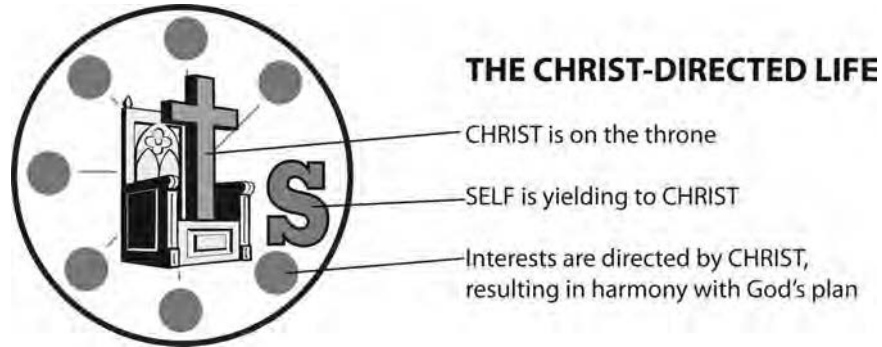 THE CHRIST-DIRECTED LIFE
CHRIST is on the throne
S
SELF is yielding to CHRIST
Interests are directed by CHRIST,
resulting in harmony with God's plan